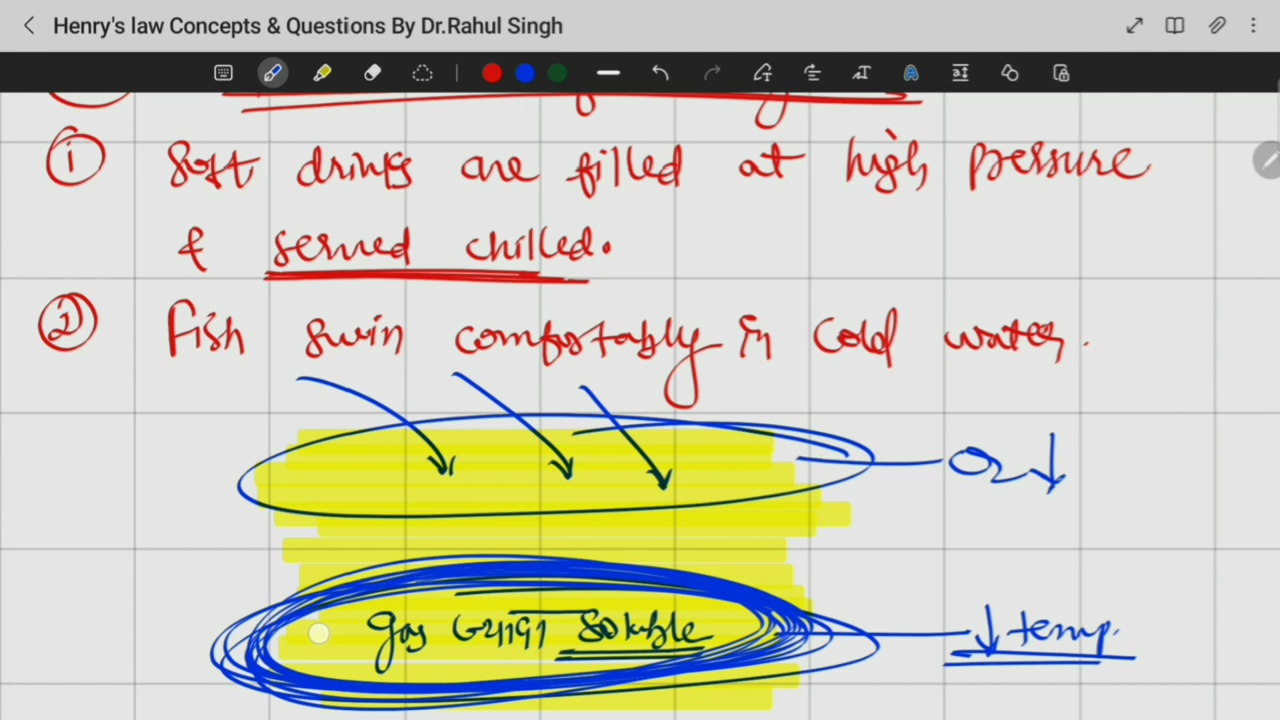 Henry's law Concepts & Questions By Dr.Rahul Singh
① Soft drinks are filled at high pressure
& served chilled.
② Fish swin comfortably in cold water.
O2↓
gas ज्यादा soluble
↓ temp.